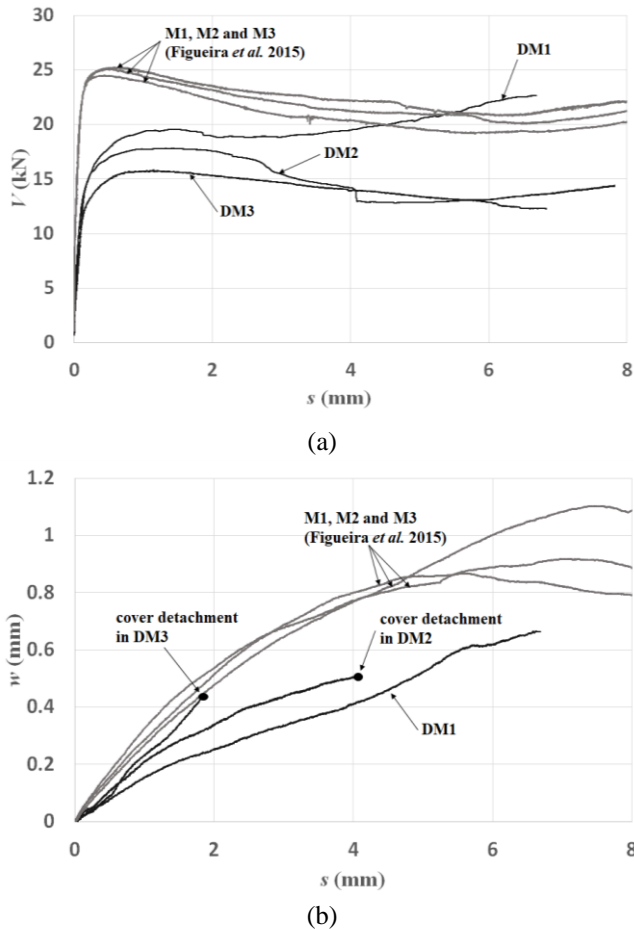 30
M1, M2 and M3
(Figueira et al. 2015)
DM1
25
20
DM2
15
DM3
10
5
0
V (kN)
0 2 4 6 8
s (mm)
(a)
1.2
M1, M2 and M3
(Figueira et al. 2015)
1
0.8
cover detachment
in DM3
cover detachment
in DM2
0.6
0.4
DM1
0.2
0
w (mm)
0 2 4 6 8
s (mm)
(b)